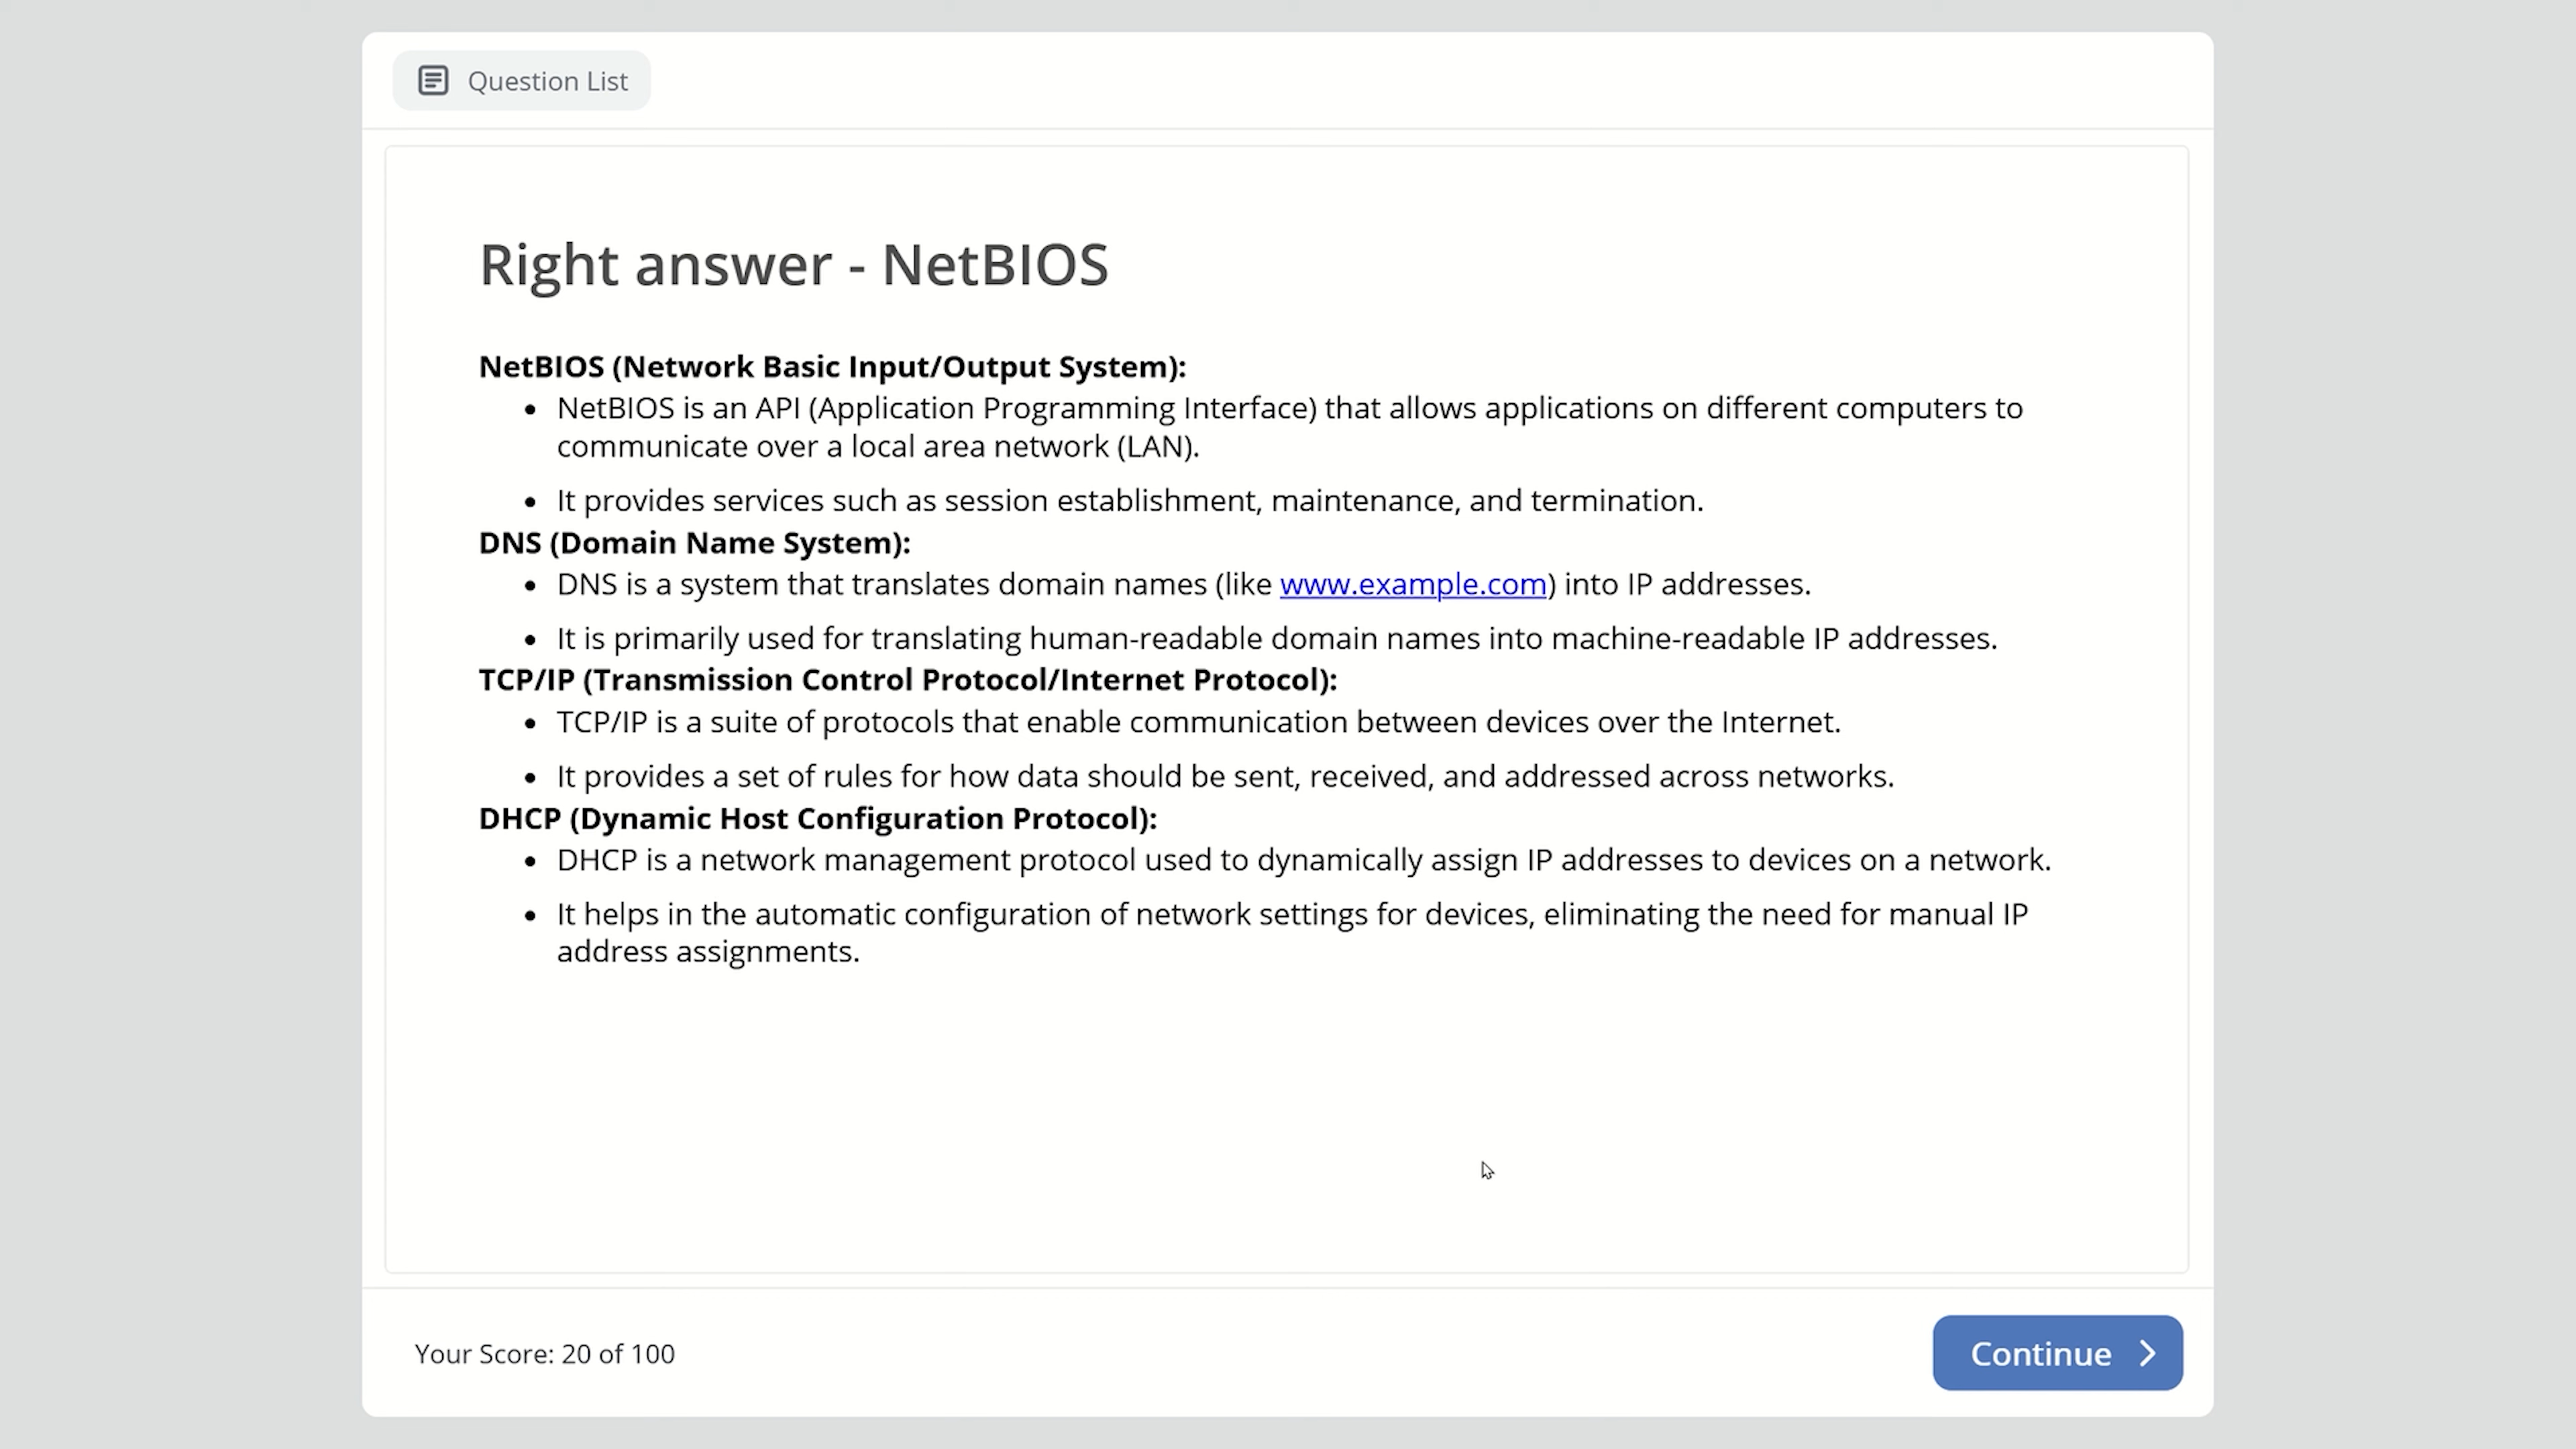 Question List
Right answer - NetBIOS
NetBIOS (Network Basic Input/Output System):
• NetBIOS is an API (Application Programming Interface) that allows applications on different computers to
communicate over a local area network (LAN).
• It provides services such as session establishment, maintenance, and termination.
DNS (Domain Name System):
• DNS is a system that translates domain names (like www.example.com) into IP addresses.
• It is primarily used for translating human-readable domain names into machine-readable IP addresses.
TCP/IP (Transmission Control Protocol/Internet Protocol):
• TCP/IP is a suite of protocols that enable communication between devices over the Internet.
• It provides a set of rules for how data should be sent, received, and addressed across networks.
DHCP (Dynamic Host Configuration Protocol):
• DHCP is a network management protocol used to dynamically assign IP addresses to devices on a network.
• It helps in the automatic configuration of network settings for devices, eliminating the need for manual IP
address assignments.
Your Score: 20 of 100
Continue